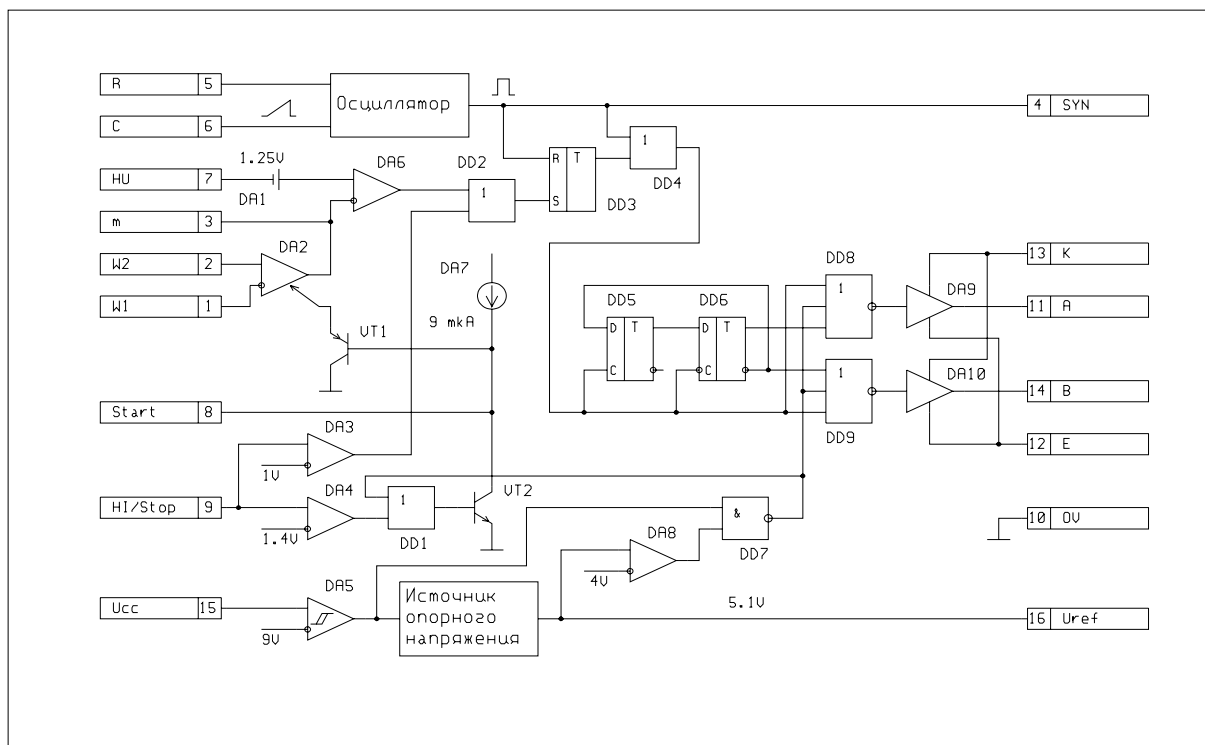 R 5
Осциллятор
4 SYN
C 6
1
R T
1.25V
DA6
DD2
HU 7
DA1
1
S
DD3
DD4
m 3
DA2
W2 2
DA7
DD8
13 K
W1 1
9 mkA
DD5
DD6
1
DA9
11 A
VT1
D T
D T
C
C
1
DA10
14 B
Start 8
DA3
DD9
12 E
1V
DA4
1
VT2
HI/Stop 9
&
10 0V
1.4V
DD1
DA8
DD7
DA5
4V
Ucc 15
Источник
опорного
напряжения
5.1V
16 Uref
9V